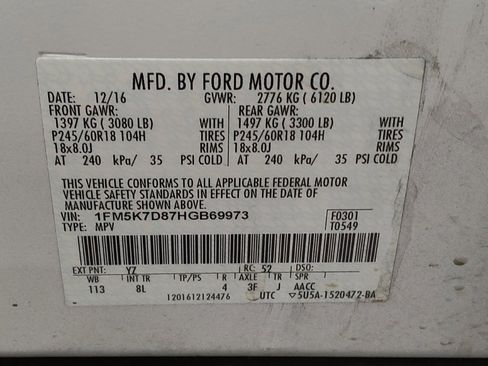 MFD. BY FORD MOTOR CO.
DATE: 12/16 GVWR: 2776 KG ( 6120 LB)
FRONT GAWR: REAR GAWR:
1397 KG ( 3080 LB) WITH 1497 KG ( 3300 LB) WITH
P245/60R18 104H TIRES P245/60R18 104H TIRES
18x8.0J RIMS 18x8.0J RIMS
AT 240 kPa/ 35 PSI COLD AT 240 kPa/ 35 PSI COLD
THIS VEHICLE CONFORMS TO ALL APPLICABLE FEDERAL MOTOR
VEHICLE SAFETY STANDARDS IN EFFECT ON THE DATE OF
MANUFACTURE SHOWN ABOVE.
VIN: 1FM5K7D87HGB69973 F0301
TYPE: MPV T0549
EXT PNT: YZ RC: 52 DSO:
WB INT TR TP/PS R AXLE TR SPR
113 8L 4 3F J AACC
1201612124476 UTC ▽5U5A-1520472-BA